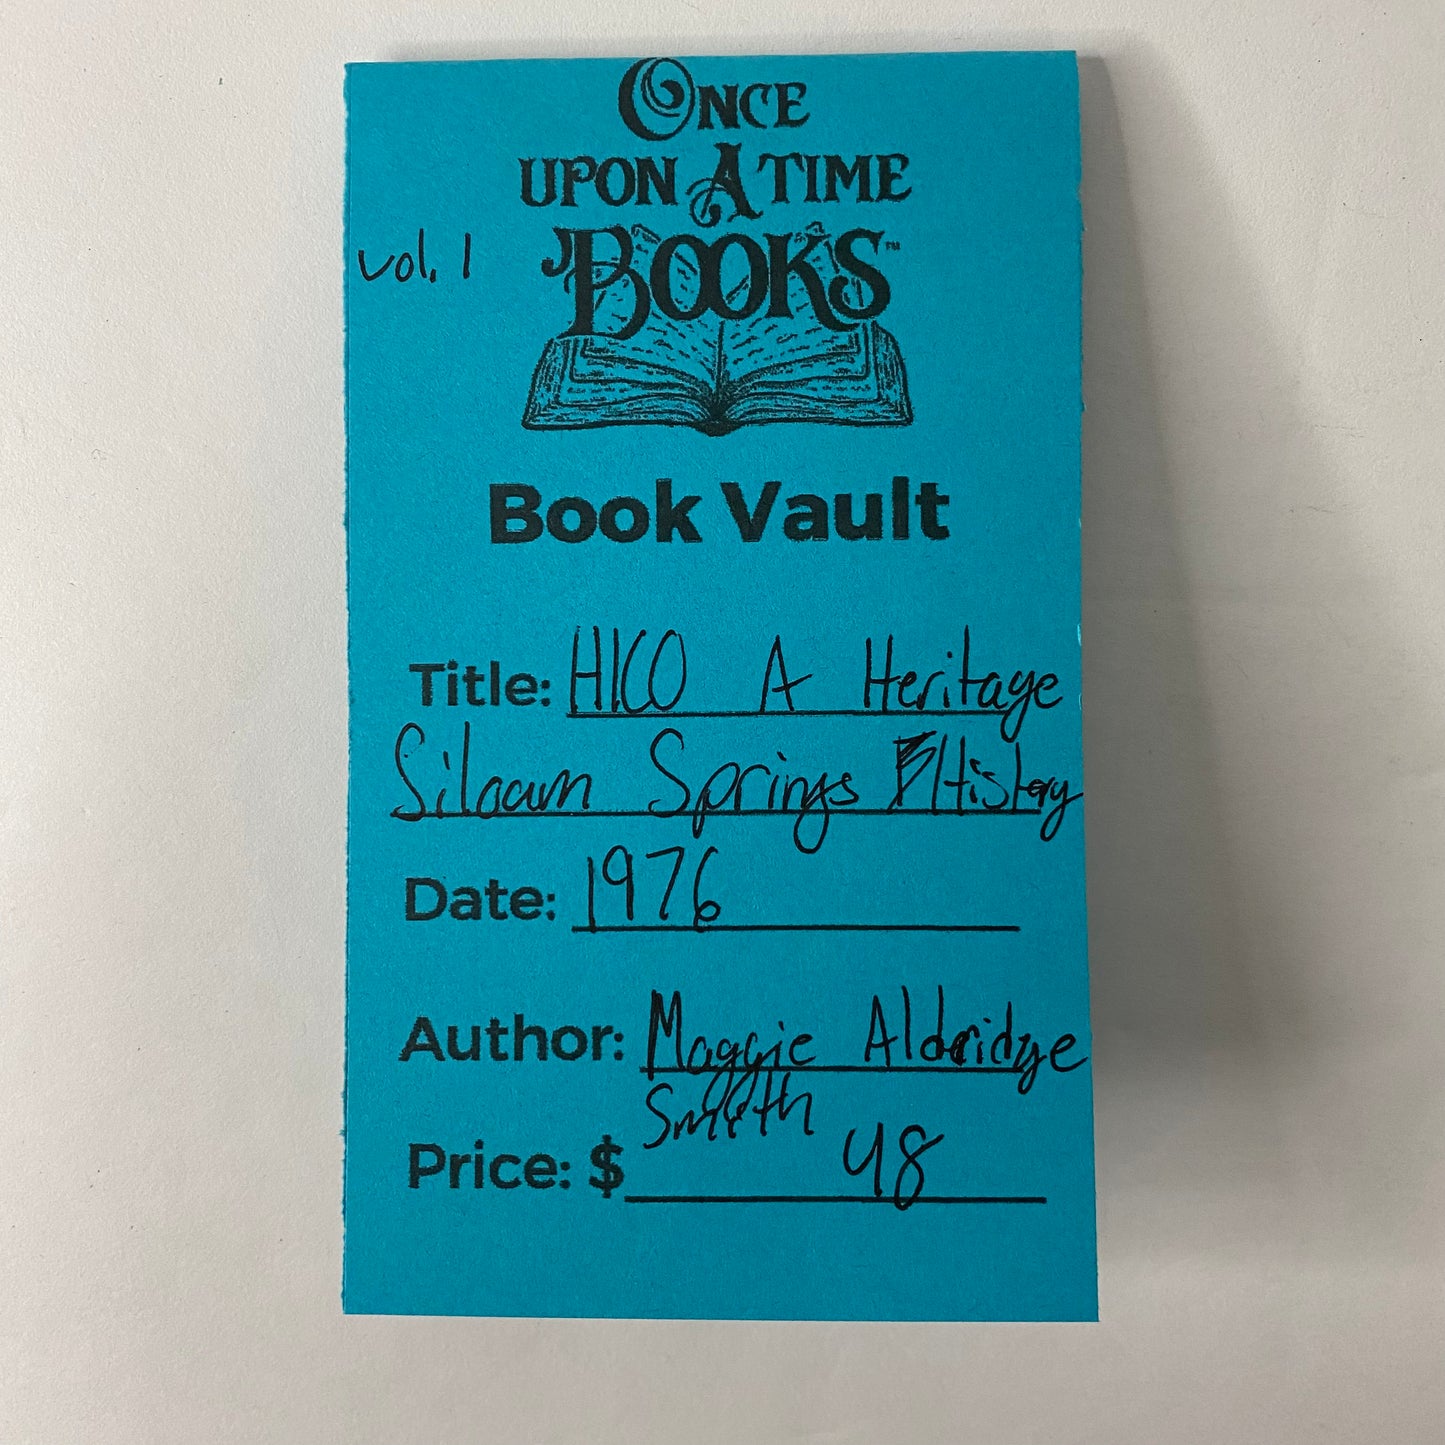 ONCE
UPON A TIME
BOOKS™
vol. 1
Book Vault
Title: HICO A Heritage
Siloam Springs History
Date: 1976
Author: Maggie Aldridge
Smith
Price: $ 48